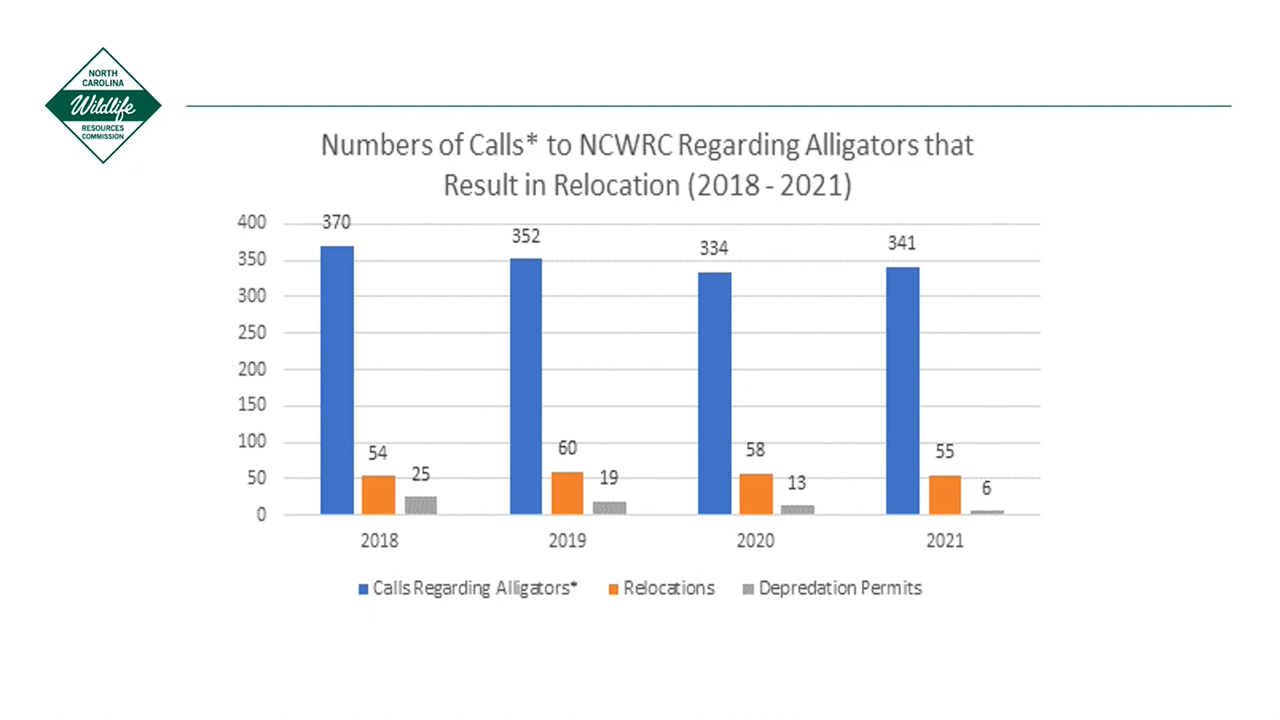 NORTH
CAROLINA
Wildlife
RESOURCES
COMMISSION
Numbers of Calls* to NCWRC Regarding Alligators that
Result in Relocation (2018 - 2021)
400
350
300
250
200
150
100
50
0
370
54
25
352
60
19
334
58
13
341
55
6
2018 2019 2020 2021
Calls Regarding Alligators* Relocations Depredation Permits